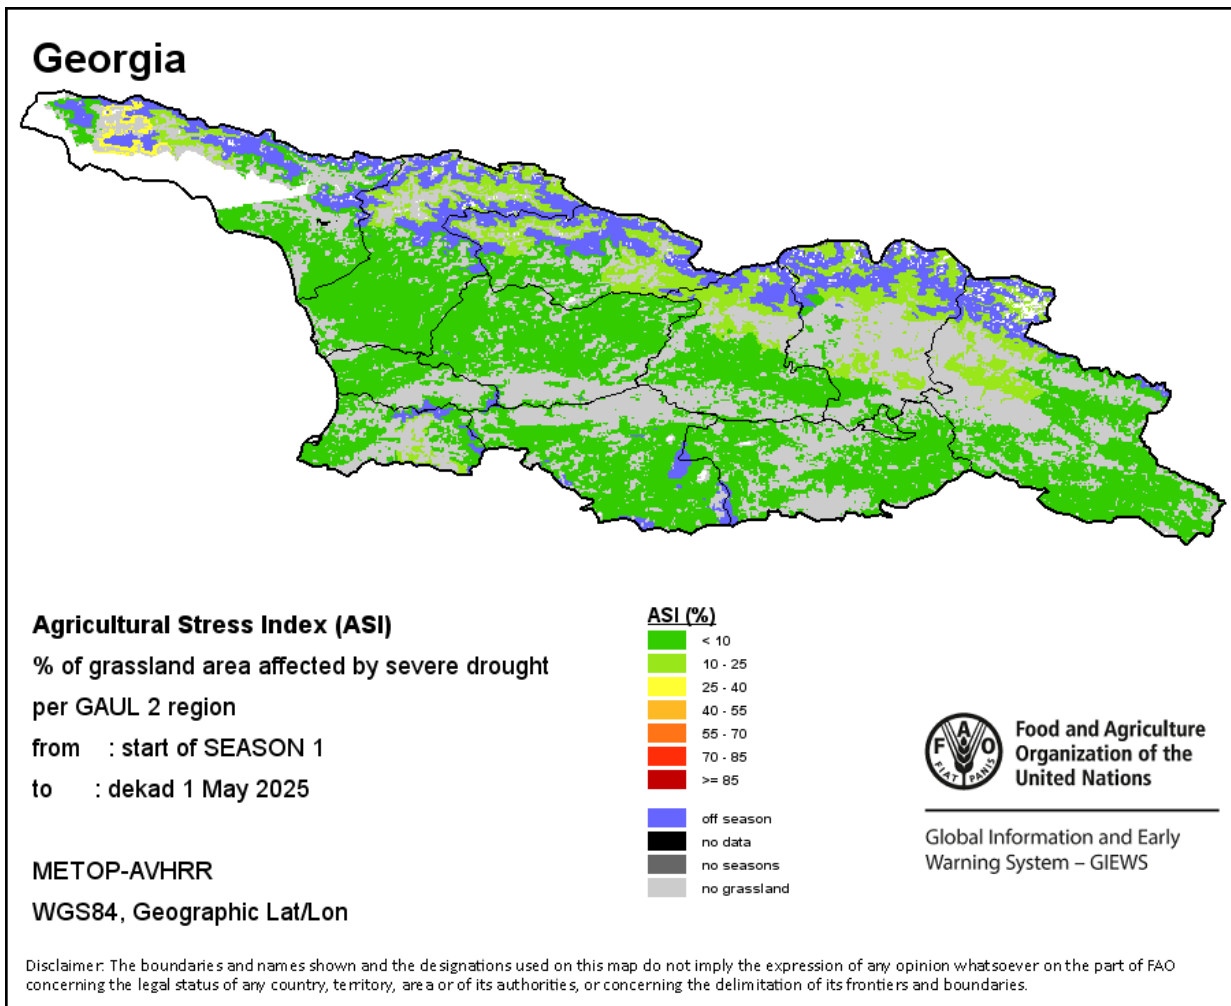 Georgia
Agricultural Stress Index (ASI)
% of grassland area affected by severe drought
per GAUL 2 region
from : start of SEASON 1
to : dekad 1 May 2025
METOP-AVHRR
WGS84, Geographic Lat/Lon
ASI (%)
< 10
10 - 25
25 - 40
40 - 55
55 - 70
70 - 85
>= 85
off season
no data
no seasons
no grassland
F A O
FIAT PANIS
Food and Agriculture
Organization of the
United Nations
Global Information and Early
Warning System – GIEWS
Disclaimer: The boundaries and names shown and the designations used on this map do not imply the expression of any opinion whatsoever on the part of FAO
concerning the legal status of any country, territory, area or of its authorities, or concerning the delimitation of its frontiers and boundaries.